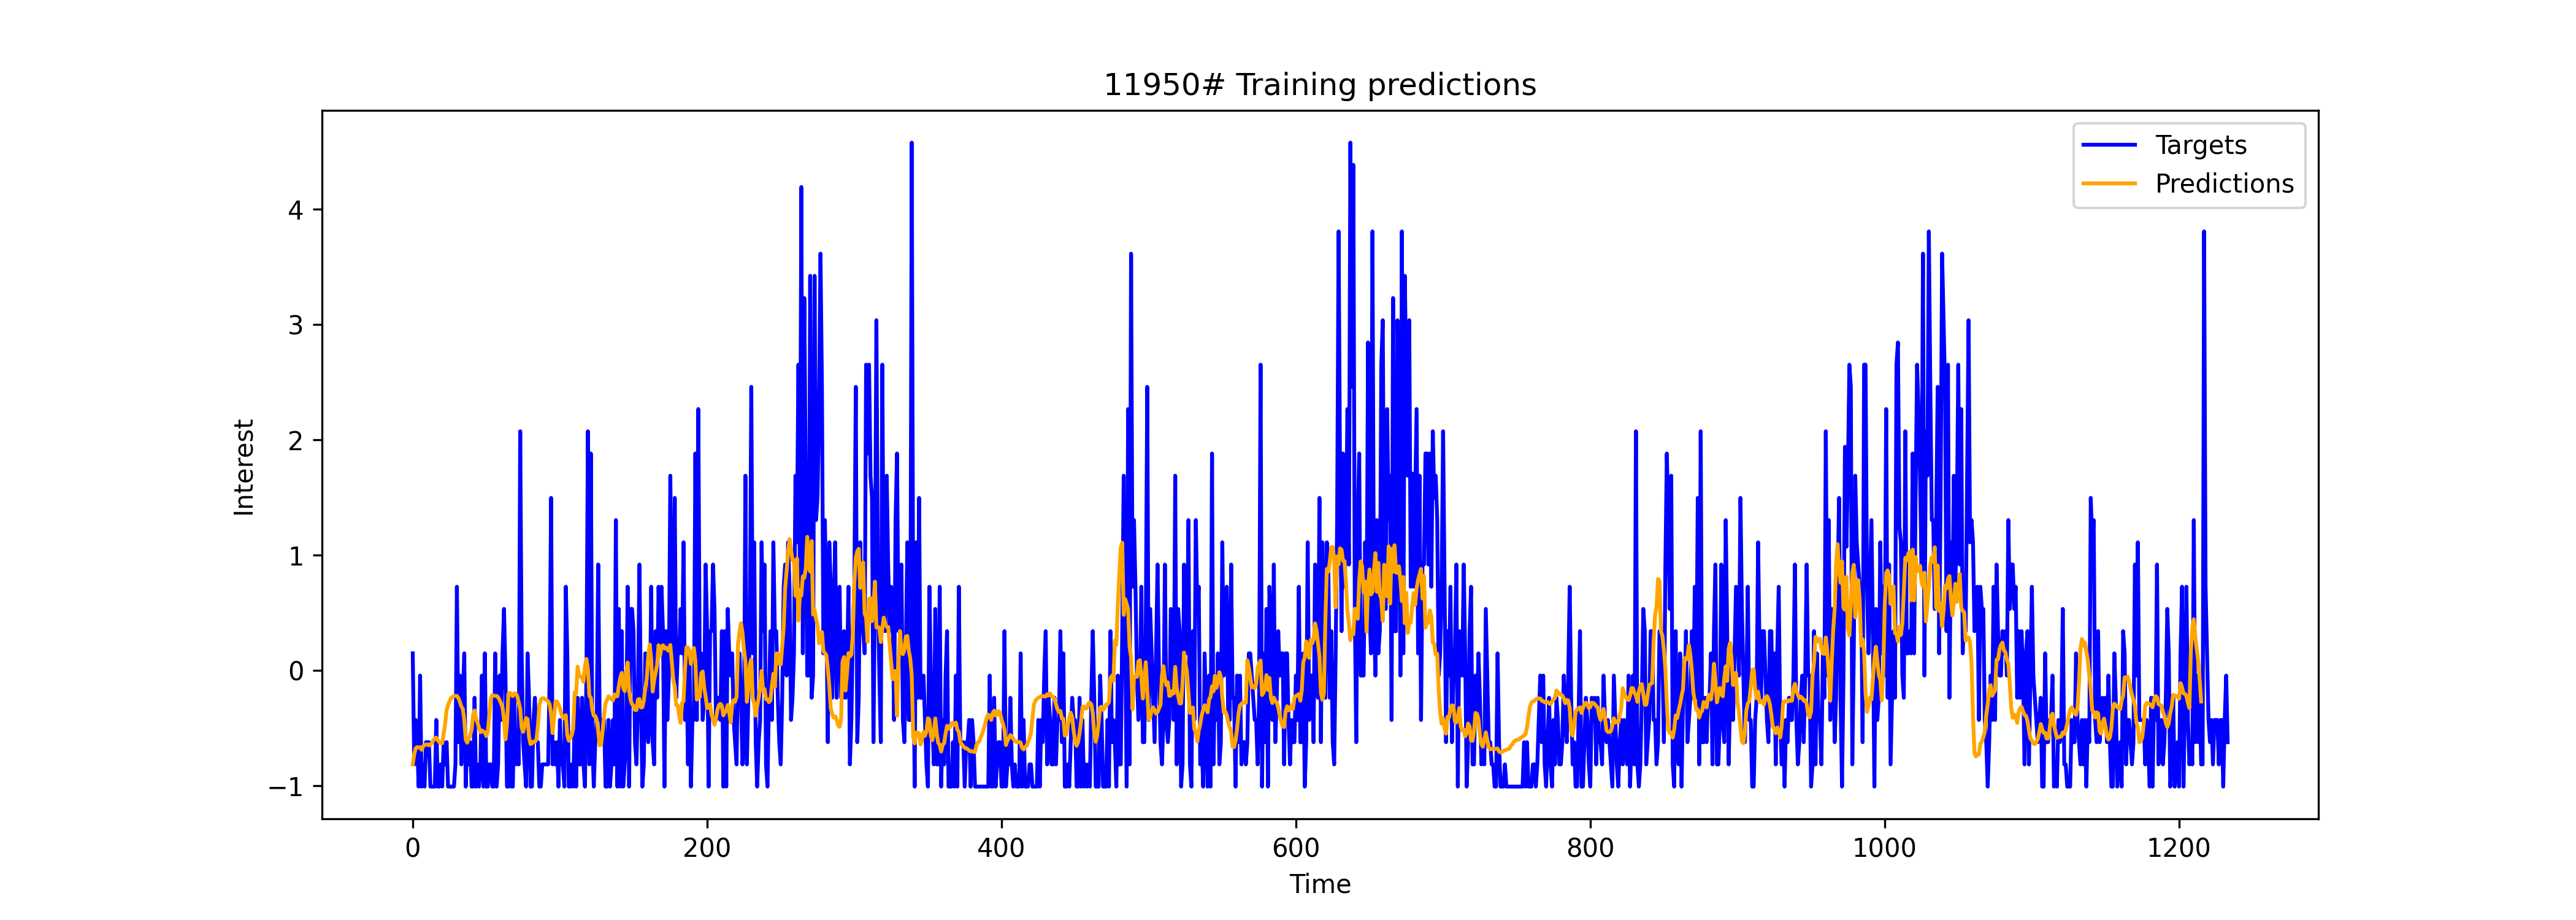 11950# Training predictions
Targets
Predictions
Interest
4
3
2
1
0
−1
0 200 400 600 800 1000 1200
Time